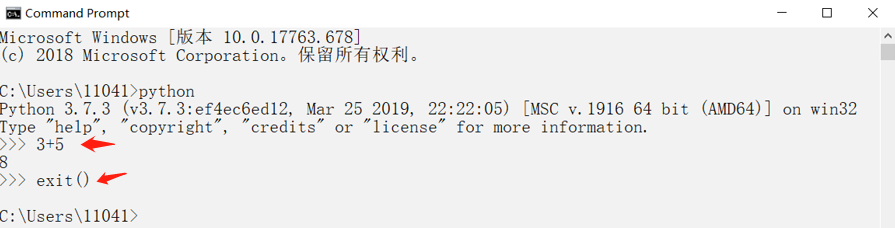 Command Prompt
Microsoft Windows [版本 10.0.17763.678]
(c) 2018 Microsoft Corporation。保留所有权利。
C:\Users\11041>python
Python 3.7.3 (v3.7.3:ef4ec6ed12, Mar 25 2019, 22:22:05) [MSC v.1916 64 bit (AMD64)] on win32
Type "help", "copyright", "credits" or "license" for more information.
>>> 3+5
8
>>> exit()
C:\Users\11041>